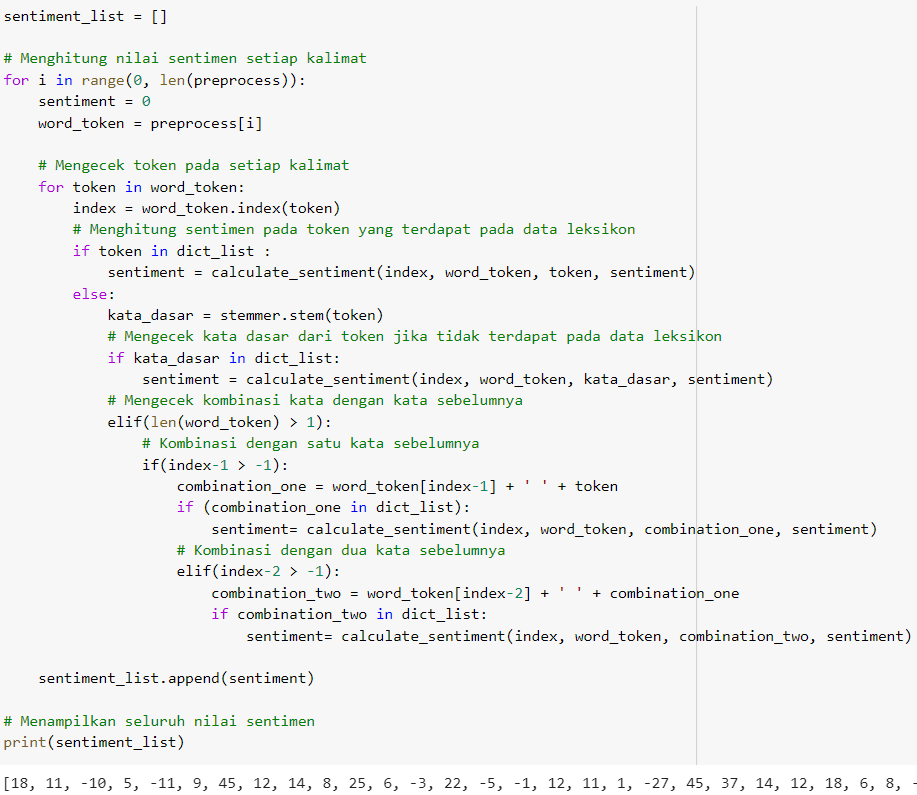 sentiment_list = []

# Menghitung nilai sentimen setiap kalimat
for i in range(0, len(preprocess)):
    sentiment = 0
    word_token = preprocess[i]

    # Mengecek token pada setiap kalimat
    for token in word_token:
        index = word_token.index(token)
        # Menghitung sentimen pada token yang terdapat pada data leksikon
        if token in dict_list :
            sentiment = calculate_sentiment(index, word_token, token, sentiment)
        else:
            kata_dasar = stemmer.stem(token)
            # Mengecek kata dasar dari token jika tidak terdapat pada data leksikon
            if kata_dasar in dict_list:
                sentiment = calculate_sentiment(index, word_token, kata_dasar, sentiment)
            # Mengecek kombinasi kata dengan kata sebelumnya
            elif(len(word_token) > 1):
                # Kombinasi dengan satu kata sebelumnya
                if(index-1 > -1):
                    combination_one = word_token[index-1] + ' ' + token
                    if (combination_one in dict_list):
                        sentiment= calculate_sentiment(index, word_token, combination_one, sentiment)
                    # Kombinasi dengan dua kata sebelumnya
                    elif(index-2 > -1):
                        combination_two = word_token[index-2] + ' ' + combination_one
                        if combination_two in dict_list:
                            sentiment= calculate_sentiment(index, word_token, combination_two, sentiment)

    sentiment_list.append(sentiment)

# Menampilkan seluruh nilai sentimen
print(sentiment_list)
[18, 11, -10, 5, -11, 9, 45, 12, 14, 8, 25, 6, -3, 22, -5, -1, 12, 11, 1, -27, 45, 37, 14, 12, 18, 6, 8, -